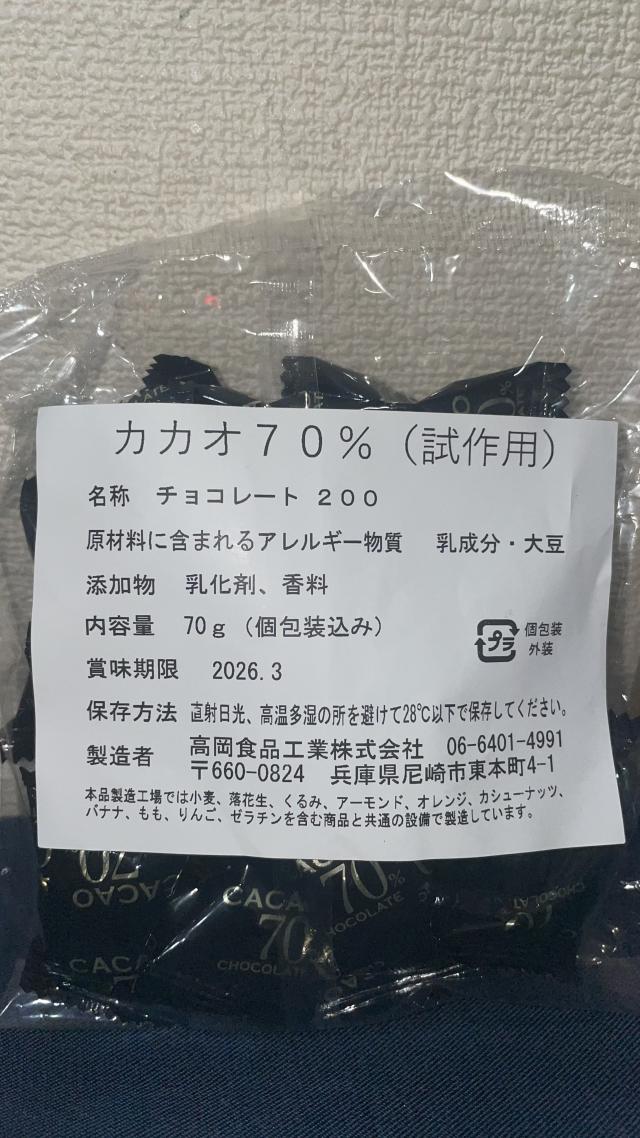 カカオ７０％（試作用）
名称　チョコレート ２００
原材料に含まれるアレルギー物質　乳成分・大豆
添加物　乳化剤、香料
内容量　70ｇ（個包装込み）
プラ
個包装
外装
賞味期限　2026.3
保存方法　直射日光、高温多湿の所を避けて28℃以下で保存してください。
製造者　高岡食品工業株式会社　06-6401-4991
〒660-0824　兵庫県尼崎市東本町4-1
本品製造工場では小麦、落花生、くるみ、アーモンド、オレンジ、カシューナッツ、
バナナ、もも、りんご、ゼラチンを含む商品と共通の設備で製造しています。
70
CACAO
CACA
70
CHOCOLATE
70%
CHOCOLATE
CACA
CHOCOLAT